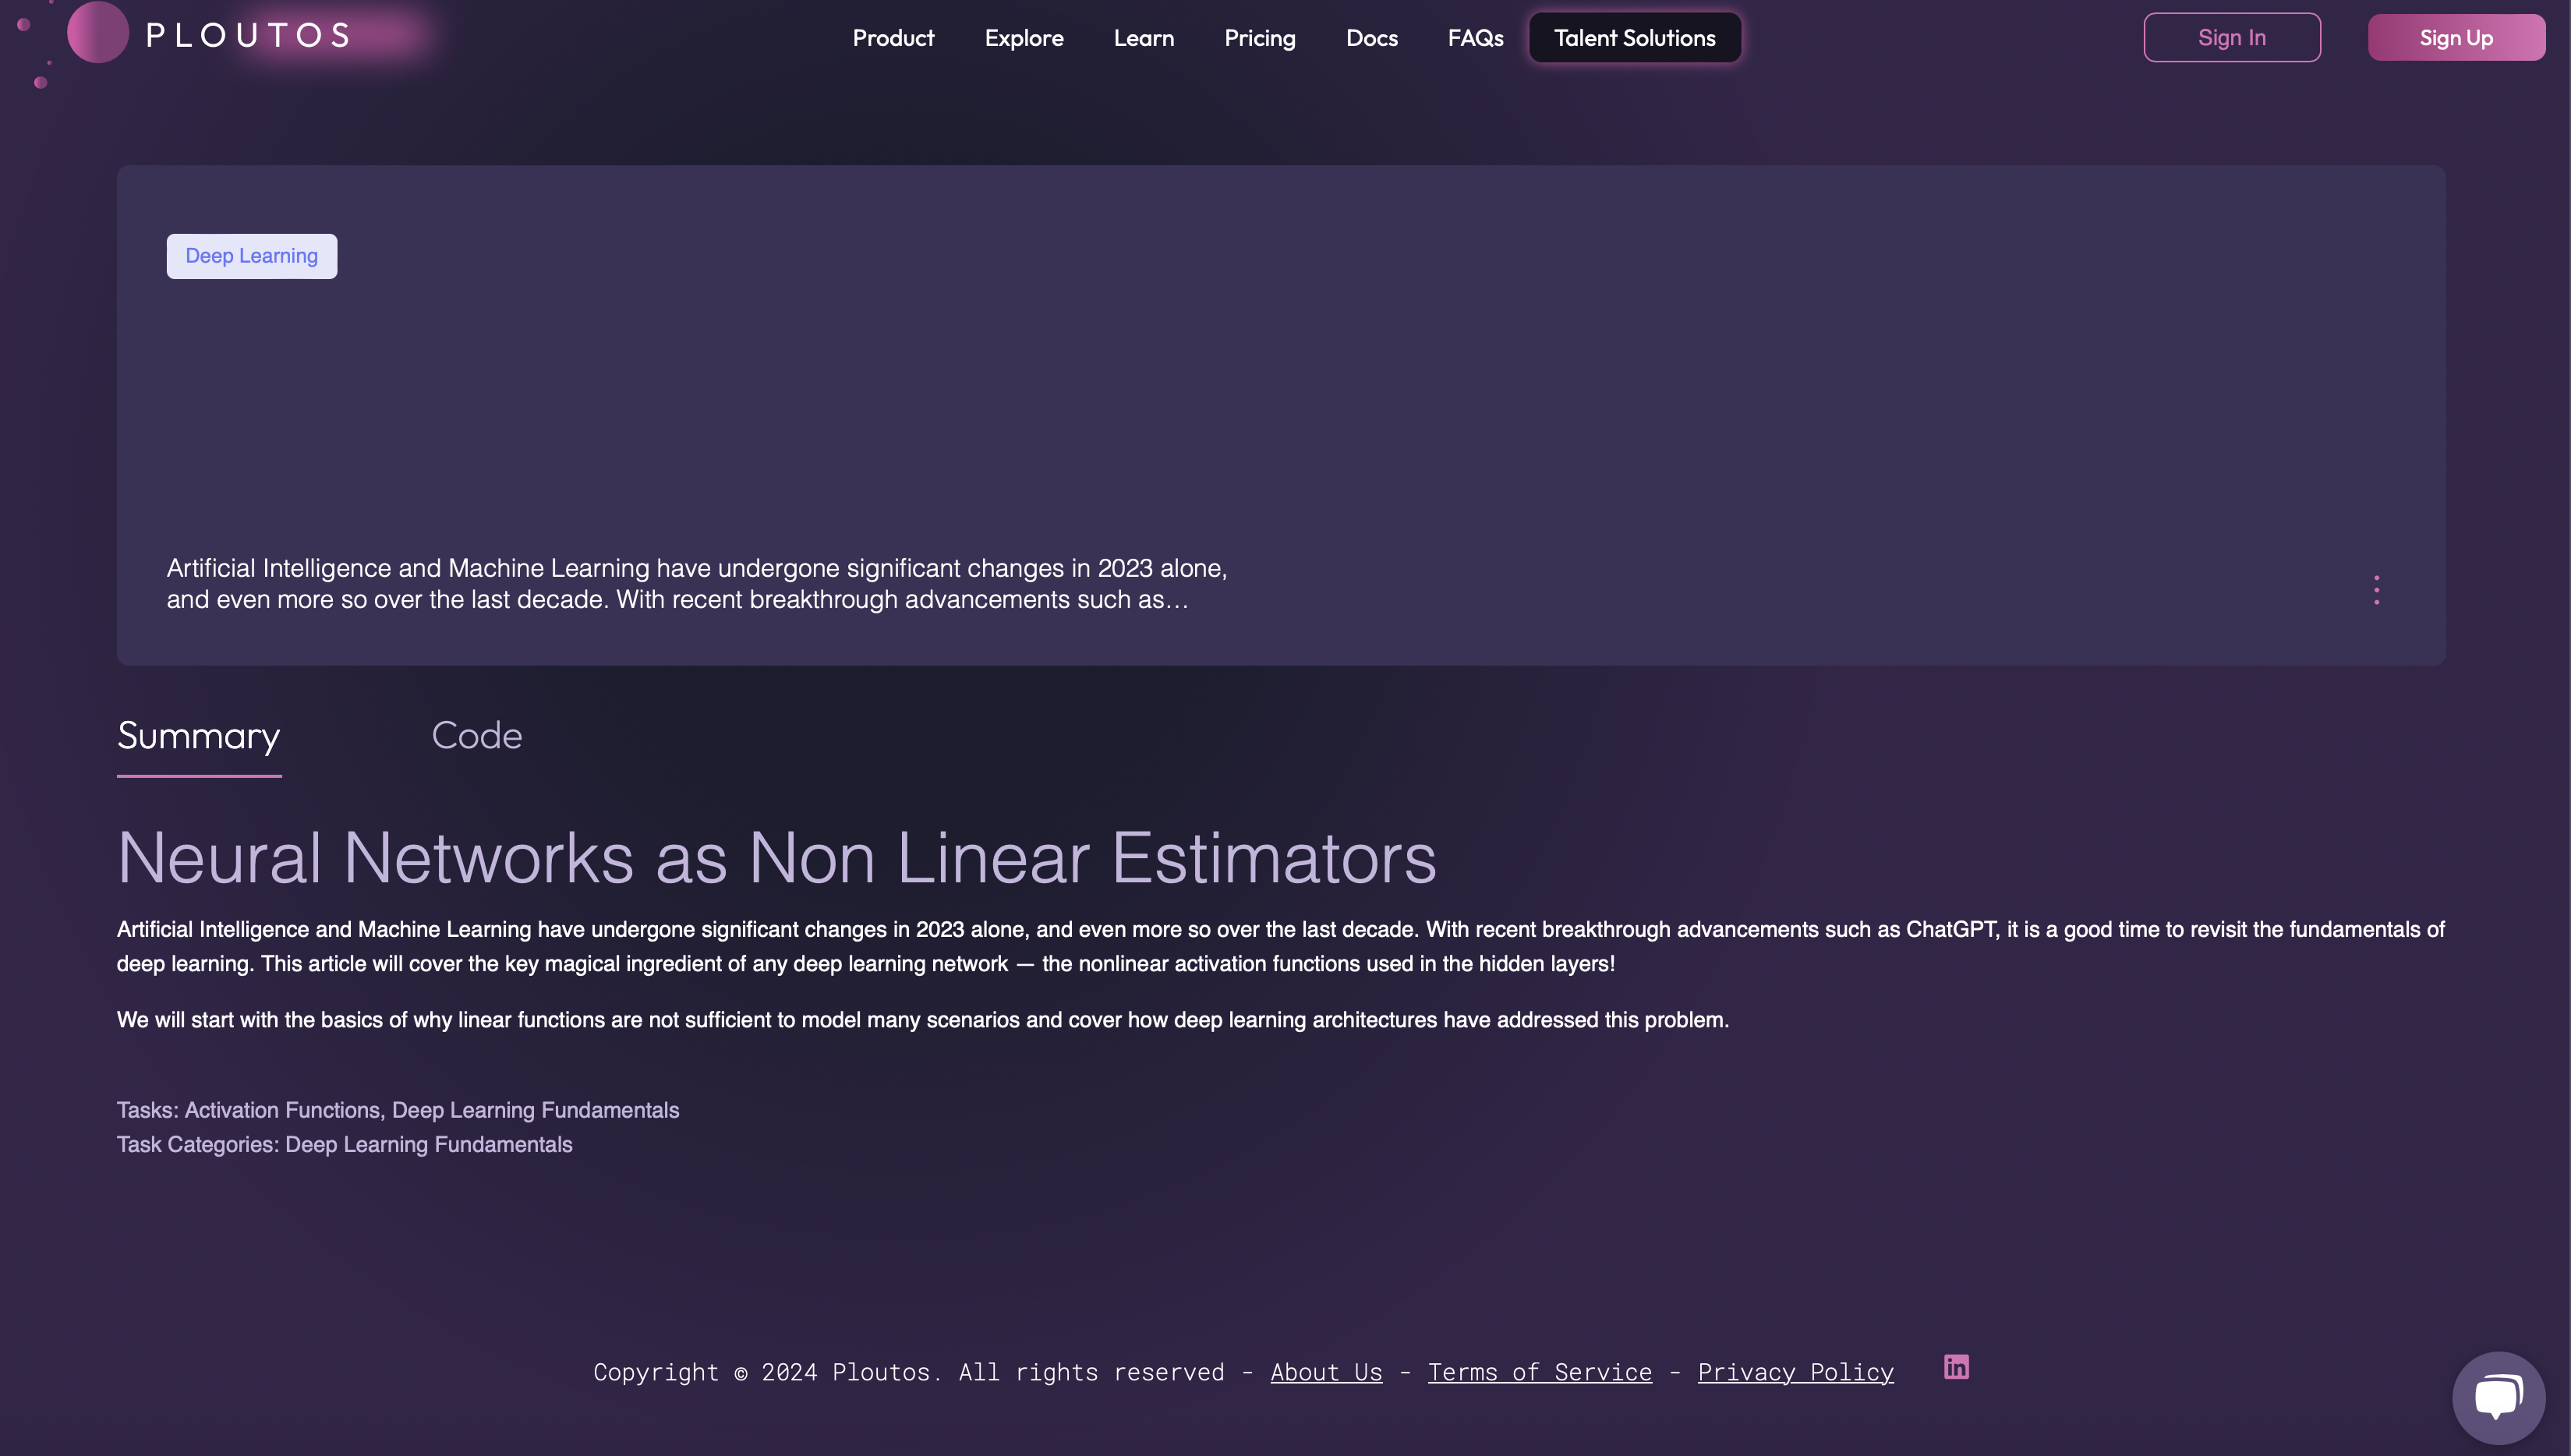 PLOUTOS
Product Explore Learn Pricing Docs FAQs Talent Solutions
Sign In Sign Up
Deep Learning
Artificial Intelligence and Machine Learning have undergone significant changes in 2023 alone,
and even more so over the last decade. With recent breakthrough advancements such as…
Summary Code
Neural Networks as Non Linear Estimators
Artificial Intelligence and Machine Learning have undergone significant changes in 2023 alone, and even more so over the last decade. With recent breakthrough advancements such as ChatGPT, it is a good time to revisit the fundamentals of
deep learning. This article will cover the key magical ingredient of any deep learning network — the nonlinear activation functions used in the hidden layers!
We will start with the basics of why linear functions are not sufficient to model many scenarios and cover how deep learning architectures have addressed this problem.
Tasks: Activation Functions, Deep Learning Fundamentals
Task Categories: Deep Learning Fundamentals
Copyright © 2024 Ploutos. All rights reserved - About Us - Terms of Service - Privacy Policy in